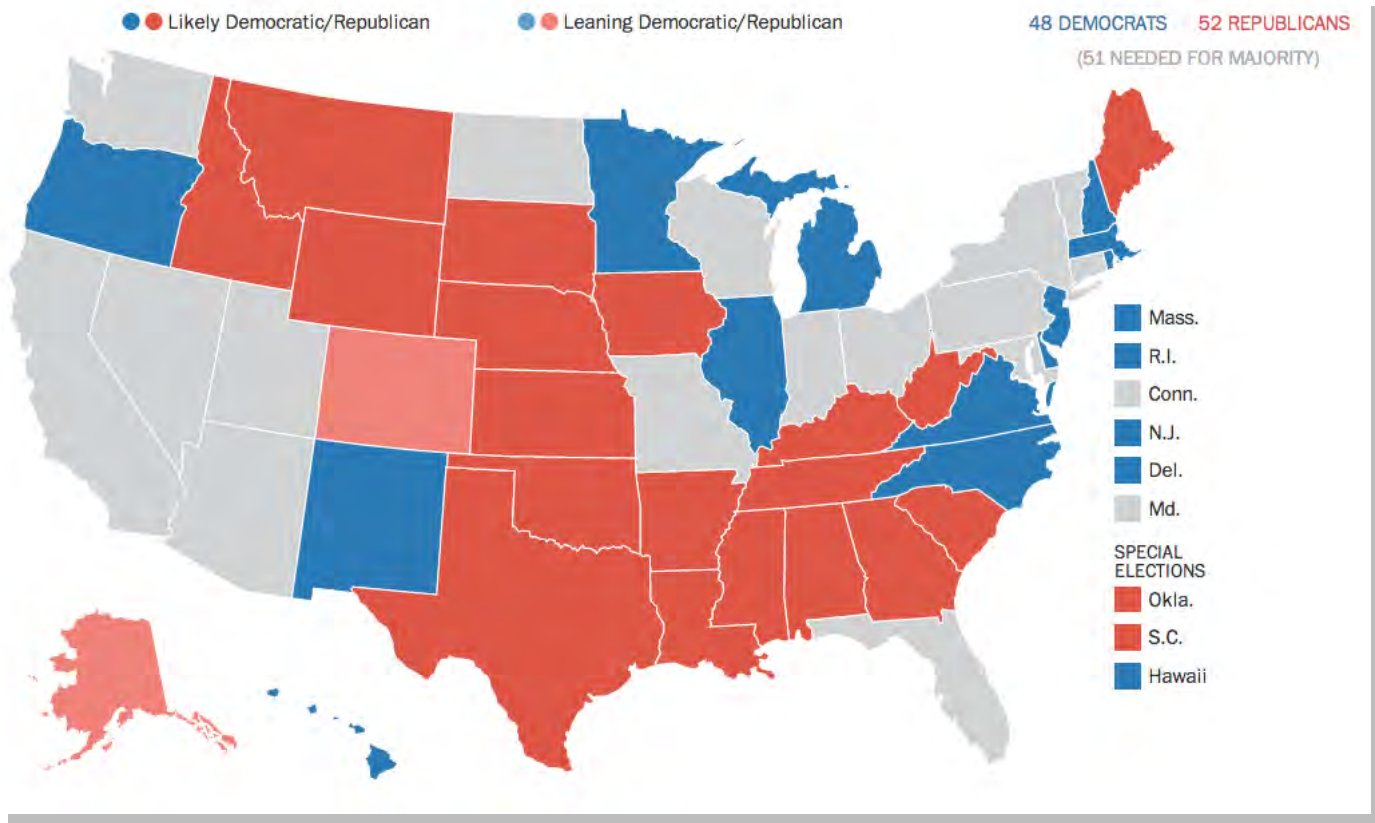 Likely Democratic/Republican
Leaning Democratic/Republican
48 DEMOCRATS 52 REPUBLICANS
(51 NEEDED FOR MAJORITY)
Mass.
R.I.
Conn.
N.J.
Del.
Md.
SPECIAL
ELECTIONS
Okla.
S.C.
Hawaii